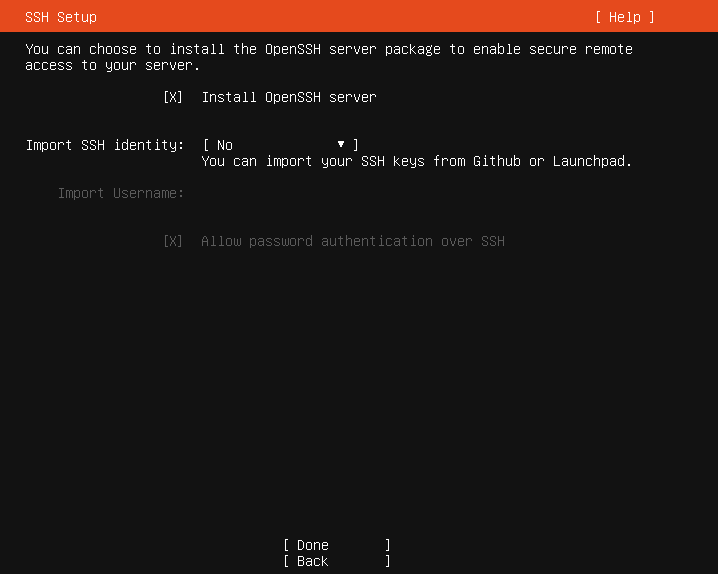 SSH Setup [ Help ]
You can choose to install the OpenSSH server package to enable secure remote
access to your server.
[X] Install OpenSSH server
Import SSH identity: [ No ▼ ]
You can import your SSH keys from Github or Launchpad.
Import Username:
[X] Allow password authentication over SSH
[ Done ]
[ Back ]